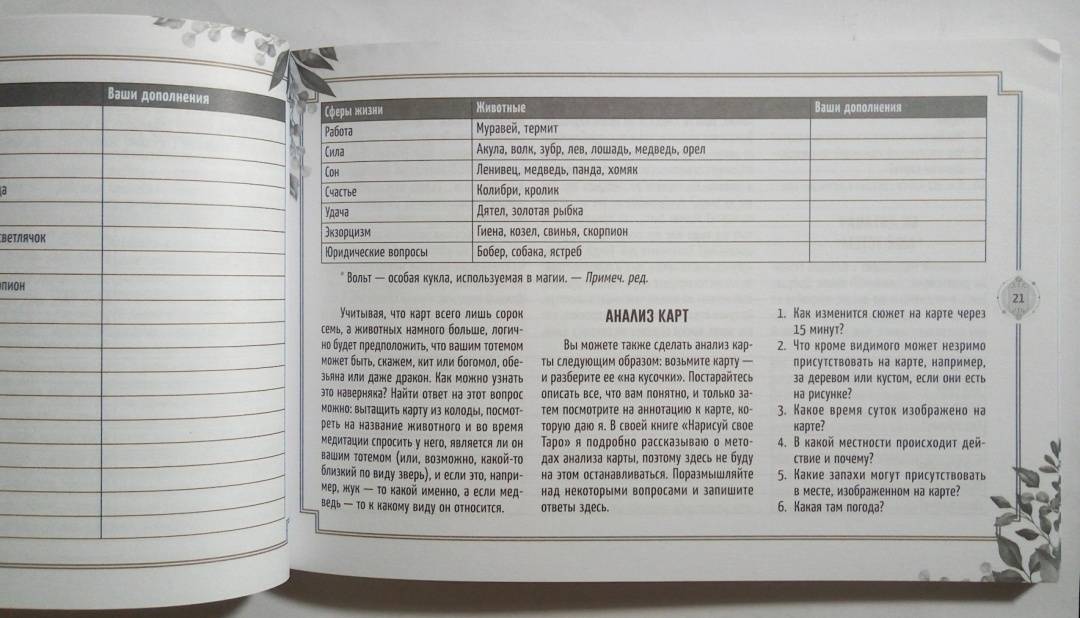 Ваши дополнения
светлячок
Сферы жизни Животные Ваши дополнения
Работа Муравей, термит
Сила Акула, волк, зубр, лев, лошадь, медведь, орел
Сон Ленивец, медведь, панда, хомяк
Счастье Колибри, кролик
Удача Дятел, золотая рыбка
Экзорцизм Гиена, козел, свинья, скорпион
Юридические вопросы Бобер, собака, ястреб
* Вольт — особая кукла, используемая в магии. — Примеч. ред.
Учитывая, что карт всего лишь сорок
семь, а животных намного больше, логич-
но будет предположить, что вашим тотемом
может быть, скажем, кит или богомол, обе-
зьяна или даже дракон. Как можно узнать
это наверняка? Найти ответ на этот вопрос
можно: вытащить карту из колоды, посмот-
реть на название животного и во время
медитации спросить у него, является ли он
вашим тотемом (или, возможно, какой-то
близкий по виду зверь), и если это, напри-
мер, жук — то какой именно, а если мед-
ведь — то к какому виду он относится.
АНАЛИЗ КАРТ
Вы можете также сделать анализ кар-
ты следующим образом: возьмите карту —
и разберите ее «на кусочки». Постарайтесь
описать все, что вам понятно, и только за-
тем посмотрите на аннотацию к карте, ко-
торую даю я. В своей книге «Нарисуй свое
Таро» я подробно рассказываю о мето-
дах анализа карты, поэтому здесь не буду
на этом останавливаться. Поразмышляйте
над некоторыми вопросами и запишите
ответы здесь.
1. Как изменится сюжет на карте через
15 минут?
2. Что кроме видимого может незримо
присутствовать на карте, например,
за деревом или кустом, если они есть
на рисунке?
3. Какое время суток изображено на
карте?
4. В какой местности происходит дей-
ствие и почему?
5. Какие запахи могут присутствовать
в месте, изображенном на карте?
6. Какая там погода?
21